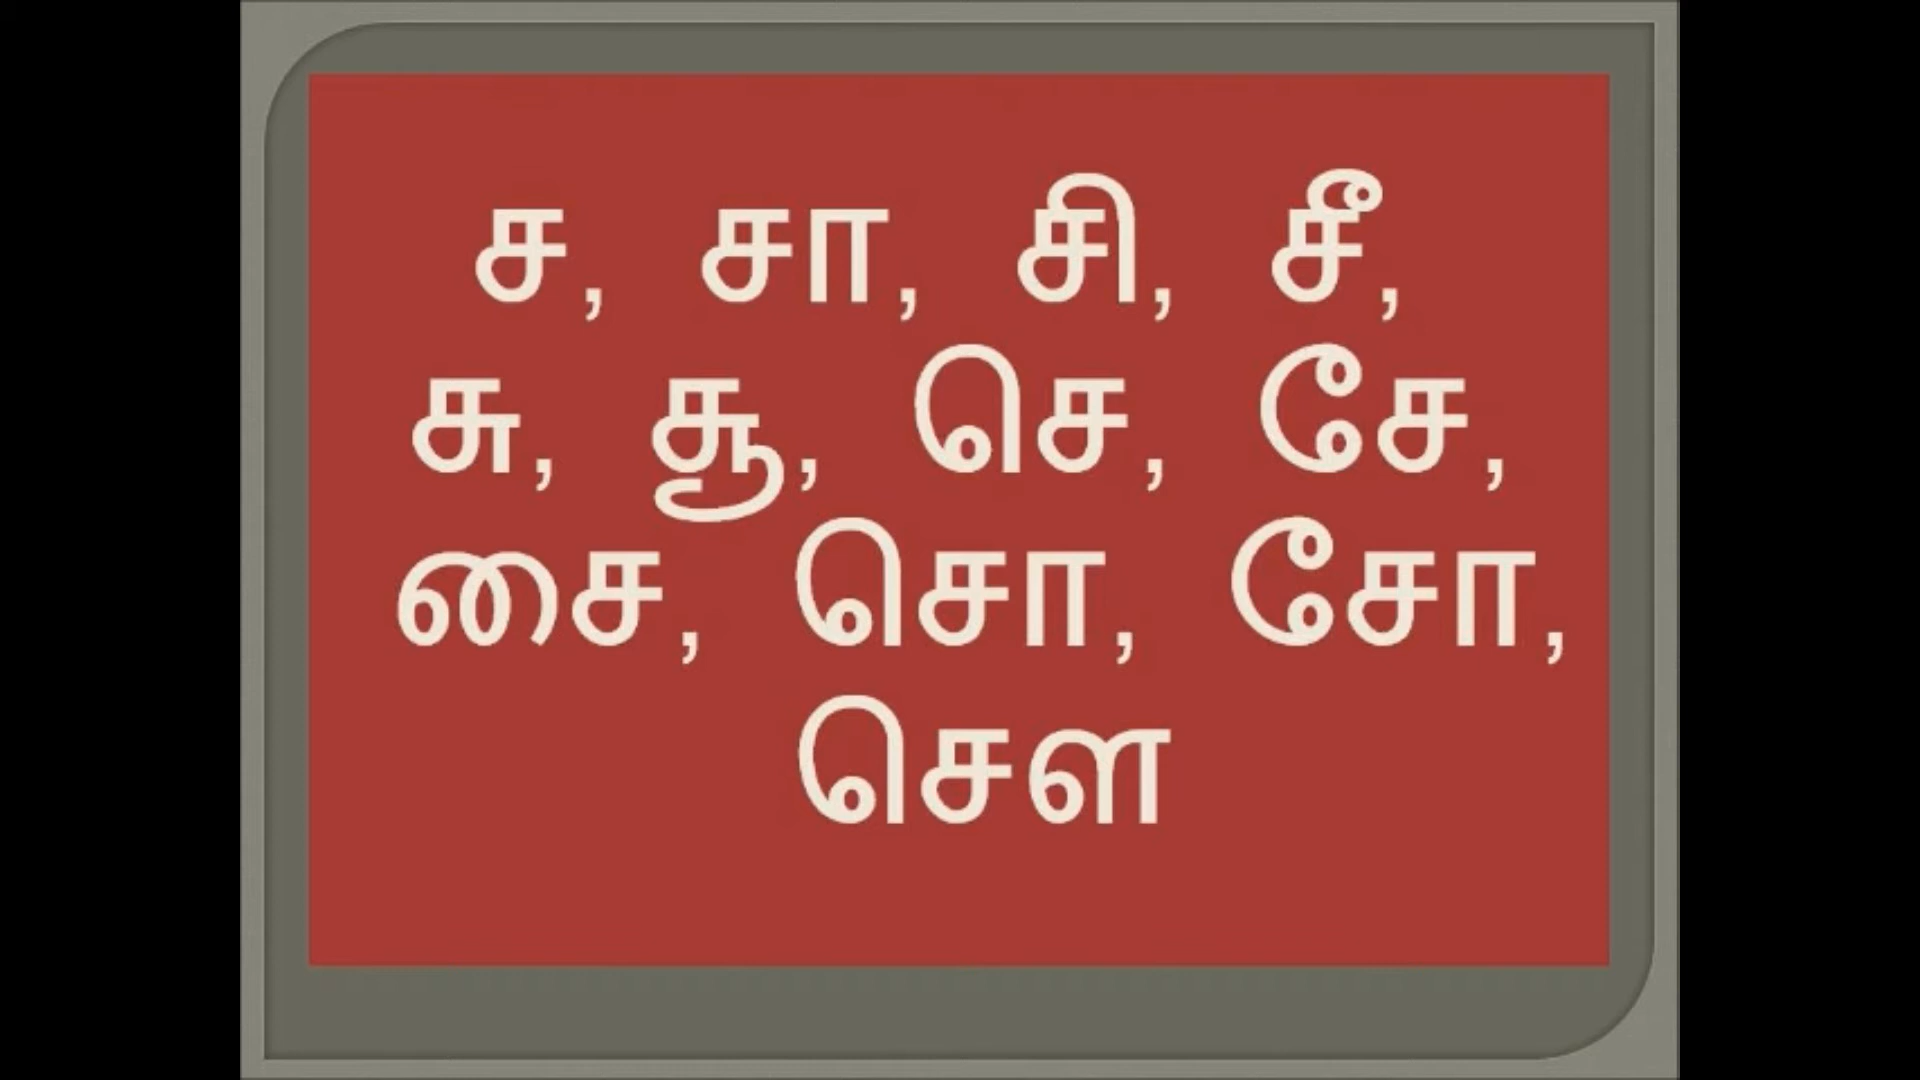 ச, சா, சி, சீ,
சு, சூ, செ, சே,
சை, சொ, சோ,
சௌ